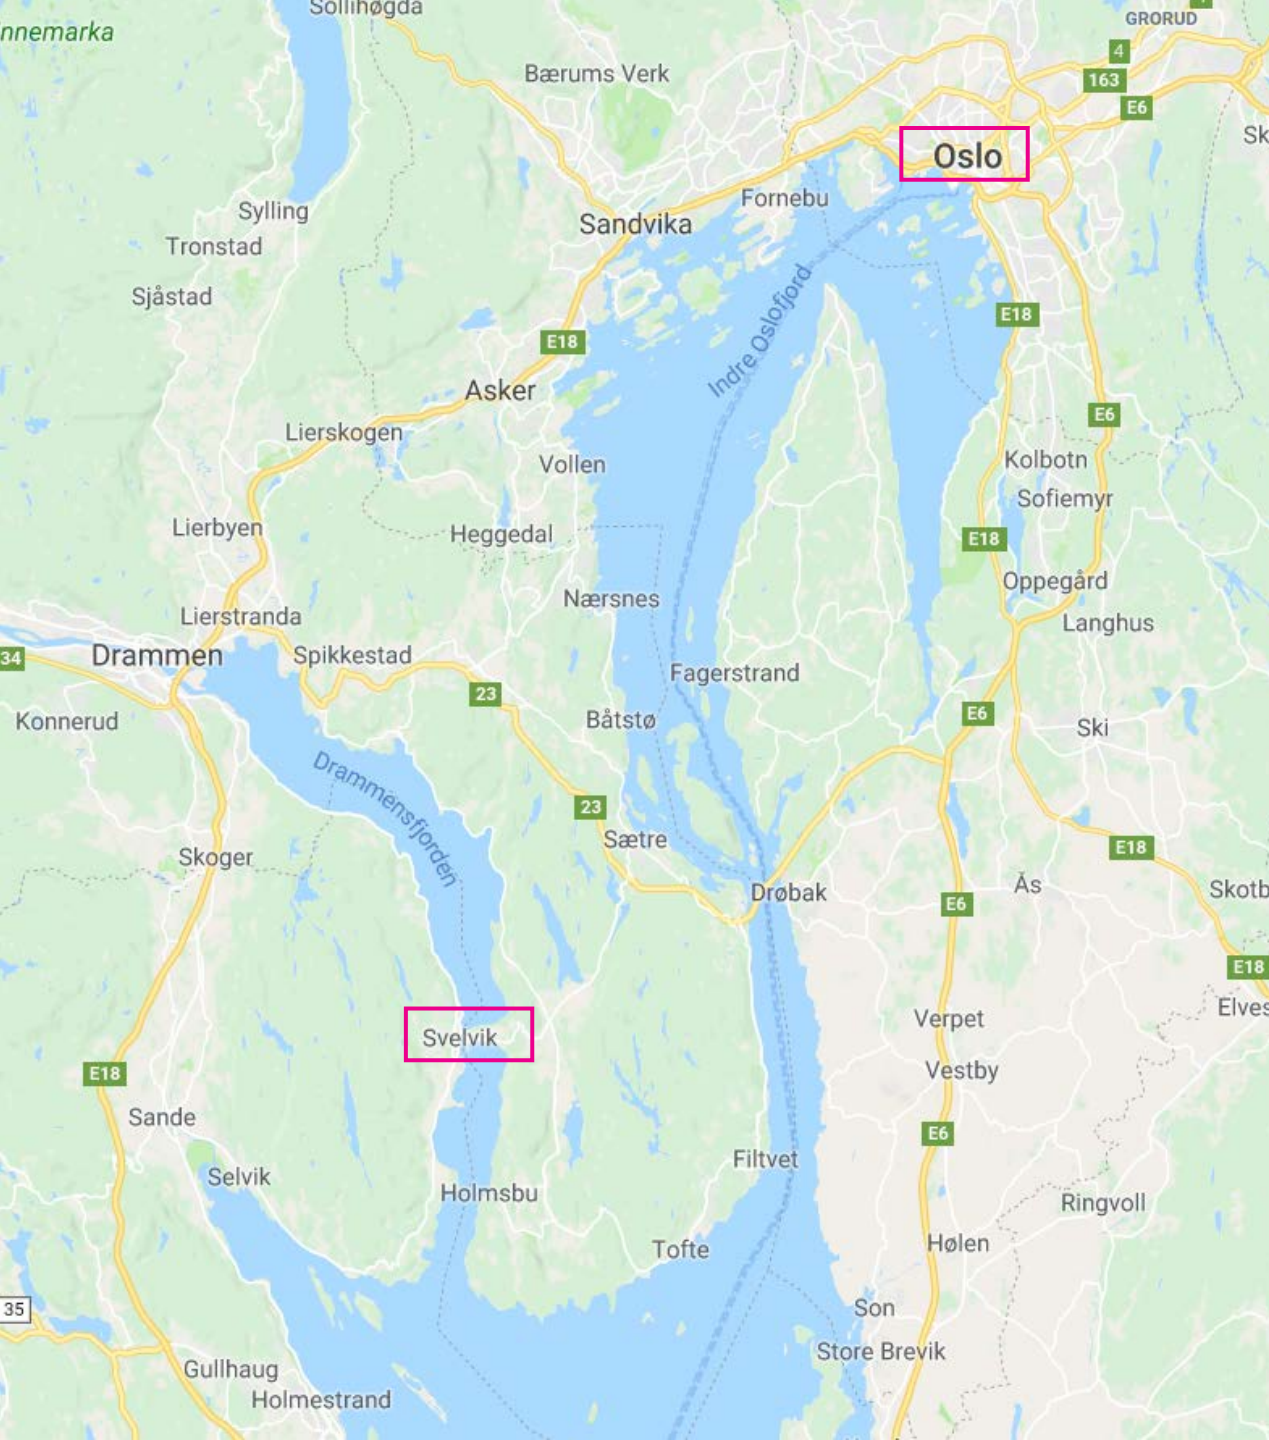 Sollihøgda
GRORUD
nnemarka
4
Bærums Verk
163
E6
Sk
Oslo
Fornebu
Sylling
Sandvika
Tronstad
Sjåstad
E18
E18
Indre Oslofjord
Asker
E6
Lierskogen
Kolbotn
Vollen
Sofiemyr
Lierbyen
Heggedal
E18
Oppegård
Nærsnes
Lierstranda
Langhus
34
Drammen
Spikkestad
Fagerstrand
23
E6
Konnerud
Båtstø
Ski
Drammensfjorden
23
Sætre
E18
Skoger
Ås
Drøbak
Skotb
E6
E18
Elves
Verpet
Svelvik
Vestby
E18
Sande
E6
Filtvet
Selvik
Holmsbu
Ringvoll
Hølen
Tofte
35
Son
Store Brevik
Gullhaug
Holmestrand